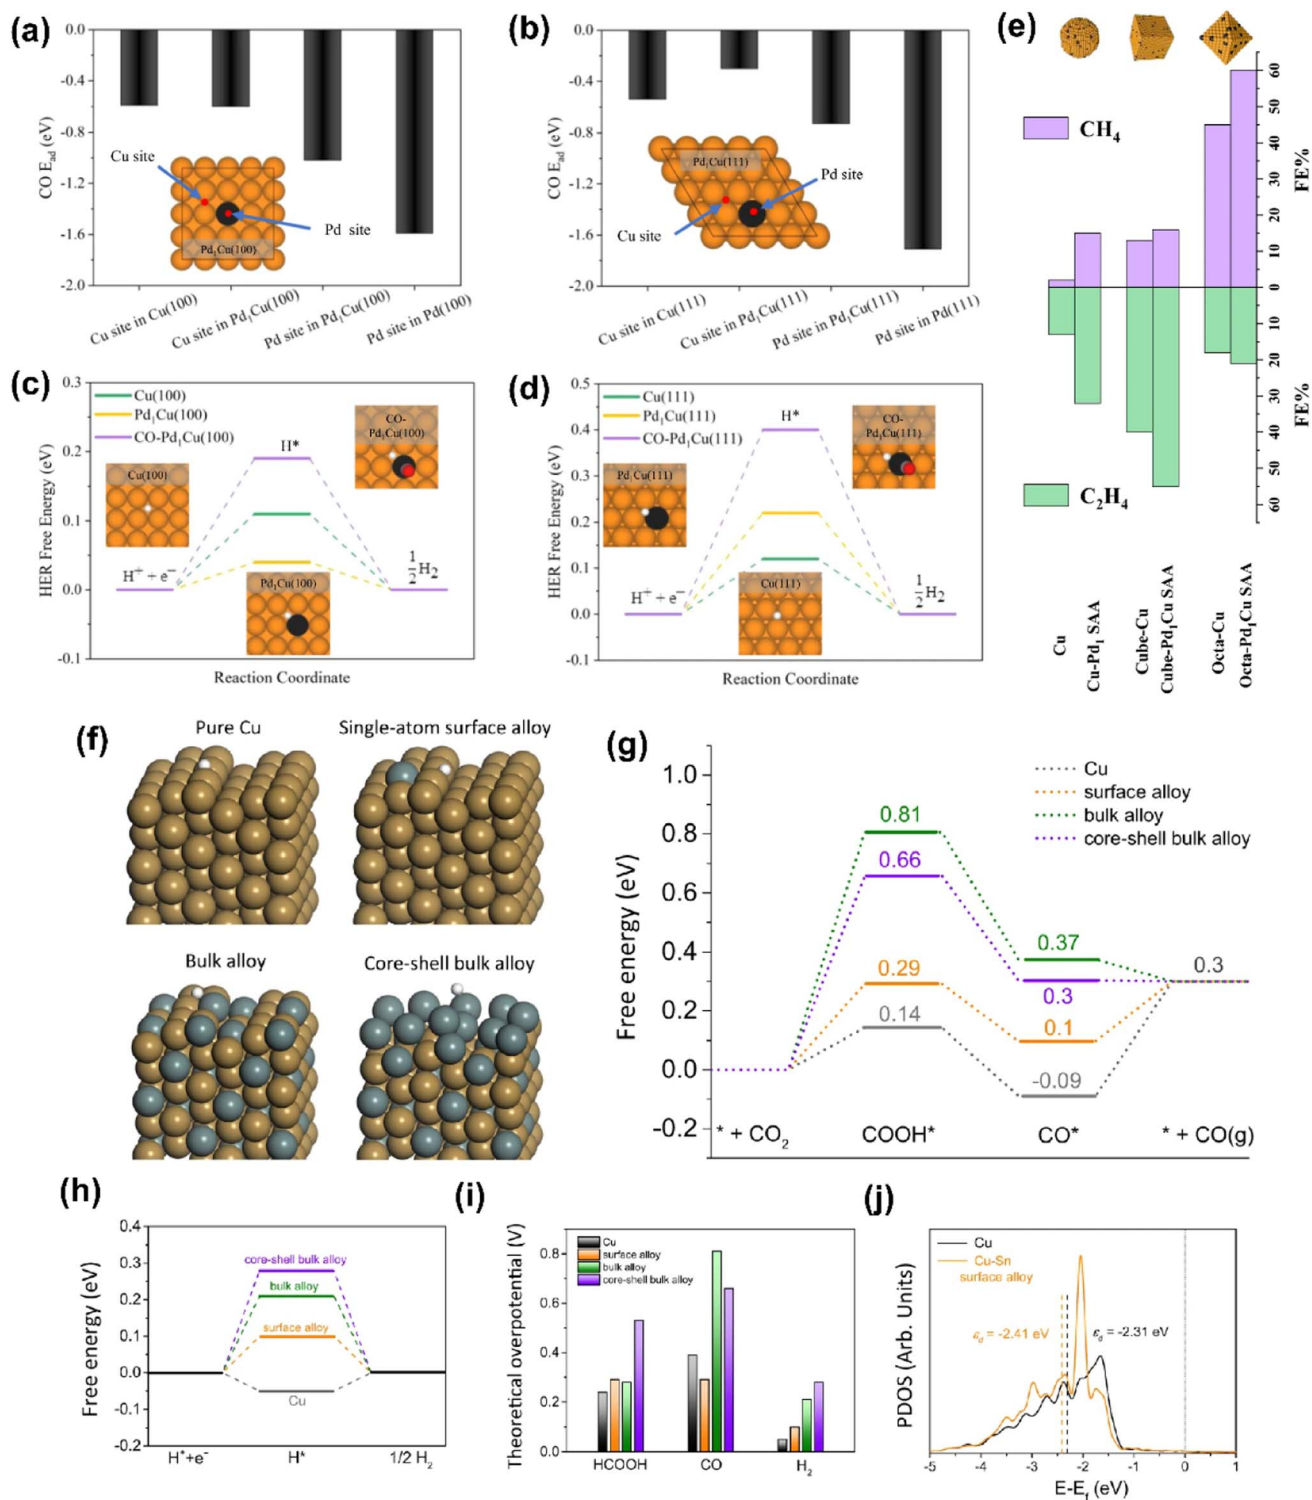 (a)
0.0
-0.4
-0.8
-1.2
-1.6
-2.0
CO E_ad (eV)
Cu site
Pd site
Pd₁Cu(100)
Cu site in Cu(100)
Cu site in Pd₁Cu(100)
Pd site in Pd₁Cu(100)
Pd site in Pd(100)
(b)
0.0
-0.4
-0.8
-1.2
-1.6
-2.0
CO E_ad (eV)
Pd₁Cu(111)
Pd site
Cu site
Cu site in Cu(111)
Cu site in Pd₁Cu(111)
Pd site in Pd₁Cu(111)
Pd site in Pd(111)
(c)
0.3
0.2
0.1
0.0
-0.1
HER Free Energy (eV)
Cu(100)
Pd₁Cu(100)
CO-Pd₁Cu(100)
H*
CO-
Pd₁Cu(100)
Cu(100)
H⁺ + e⁻
½H₂
Pd₁Cu(100)
Reaction Coordinate
(d)
0.5
0.4
0.3
0.2
0.1
0.0
-0.1
HER Free Energy (eV)
Cu(111)
Pd₁Cu(111)
CO-Pd₁Cu(111)
H*
CO-
Pd₁Cu(111)
Pd₁Cu(111)
H⁺ + e⁻
½H₂
Cu(111)
Reaction Coordinate
(e)
CH₄
C₂H₄
60
50
40
30
20
10
0
10
20
30
40
50
60
FE%
FE%
Cu
Cu-Pd₁ SAA
Cube-Cu
Cube-Pd₁Cu SAA
Octa-Cu
Octa-Pd₁Cu SAA
(f)
Pure Cu
Single-atom surface alloy
Bulk alloy
Core-shell bulk alloy
(g)
1.0
0.8
0.6
0.4
0.2
0.0
-0.2
Free energy (eV)
Cu
surface alloy
bulk alloy
core-shell bulk alloy
0.81
0.66
0.29
0.14
0.37
0.3
0.1
-0.09
0.3
* + CO₂
COOH*
CO*
* + CO(g)
(h)
0.4
0.3
0.2
0.1
0.0
-0.1
-0.2
Free energy (eV)
core-shell bulk alloy
bulk alloy
surface alloy
Cu
H⁺+e⁻
H*
1/2 H₂
(i)
0.8
0.6
0.4
0.2
0.0
Theoretical overpotential (V)
Cu
surface alloy
bulk alloy
core-shell bulk alloy
HCOOH
CO
H₂
(j)
PDOS (Arb. Units)
Cu
Cu-Sn
surface alloy
ε_d = -2.41 eV
ε_d = -2.31 eV
-5
-4
-3
-2
-1
0
1
E-E_f (eV)